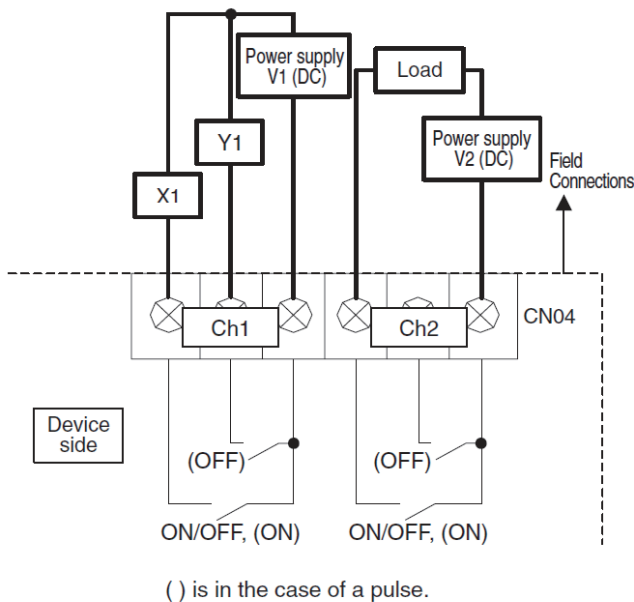 Power supply
V1 (DC)
Load
Y1
Power supply
V2 (DC)
Field
Connections
X1
Ch1
Ch2
CN04
Device
side
(OFF)
(OFF)
ON/OFF, (ON)
ON/OFF, (ON)
( ) is in the case of a pulse.